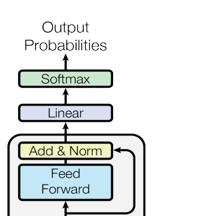 Output
Probabilities
Softmax
Linear
Add & Norm
Feed
Forward